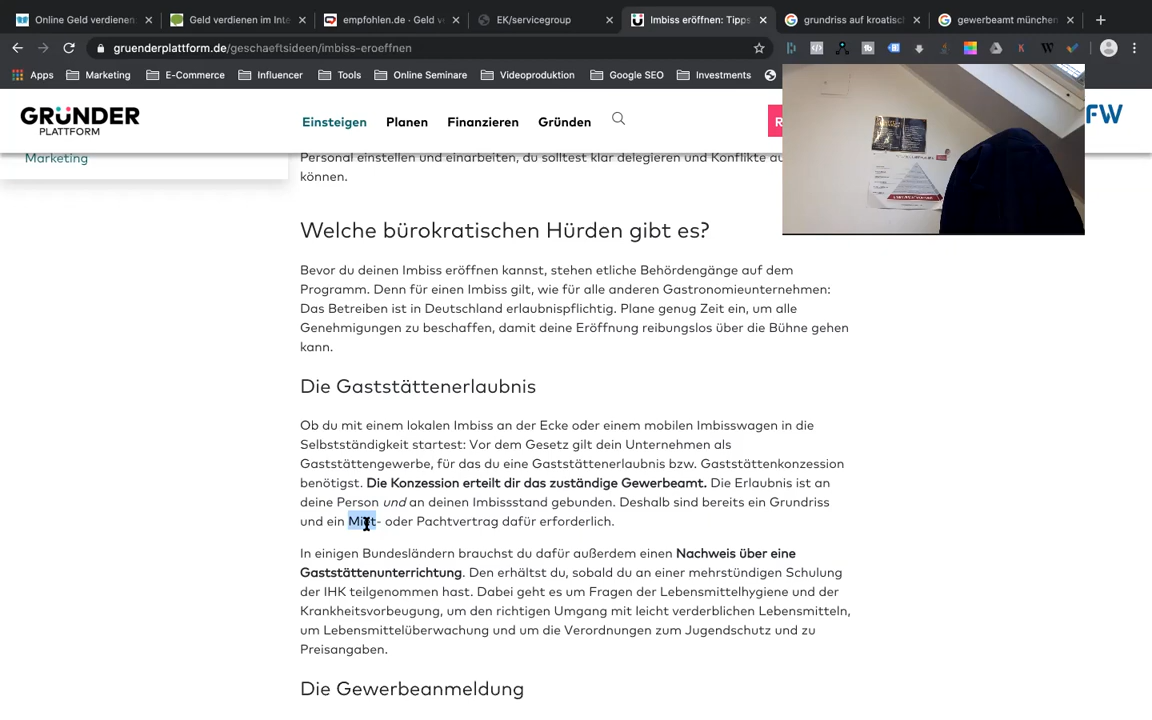 Online Geld verdienen
Geld verdienen im Inte
empfohlen.de - Geld v
EK/servicegroup
Imbiss eröffnen: Tipps
grundriss auf kroatisch
gewerbeamt münchen
gruenderplattform.de/geschaeftsideen/imbiss-eroeffnen
Apps
Marketing
E-Commerce
Influencer
Tools
Online Seminare
Videoproduktion
Google SEO
Investments
GRÜNDER
PLATTFORM
Einsteigen
Planen
Finanzieren
Gründen
R
FW
Marketing
Personal einstellen und einarbeiten, du solltest klar delegieren und Konflikte au
können.
Welche bürokratischen Hürden gibt es?
Bevor du deinen Imbiss eröffnen kannst, stehen etliche Behördengänge auf dem
Programm. Denn für einen Imbiss gilt, wie für alle anderen Gastronomieunternehmen:
Das Betreiben ist in Deutschland erlaubnispflichtig. Plane genug Zeit ein, um alle
Genehmigungen zu beschaffen, damit deine Eröffnung reibungslos über die Bühne gehen
kann.
Die Gaststättenerlaubnis
Ob du mit einem lokalen Imbiss an der Ecke oder einem mobilen Imbisswagen in die
Selbstständigkeit startest: Vor dem Gesetz gilt dein Unternehmen als
Gaststättengewerbe, für das du eine Gaststättenerlaubnis bzw. Gaststättenkonzession
benötigst. Die Konzession erteilt dir das zuständige Gewerbeamt. Die Erlaubnis ist an
deine Person und an deinen Imbissstand gebunden. Deshalb sind bereits ein Grundriss
und ein Miet- oder Pachtvertrag dafür erforderlich.
In einigen Bundesländern brauchst du dafür außerdem einen Nachweis über eine
Gaststättenunterrichtung. Den erhältst du, sobald du an einer mehrstündigen Schulung
der IHK teilgenommen hast. Dabei geht es um Fragen der Lebensmittelhygiene und der
Krankheitsvorbeugung, um den richtigen Umgang mit leicht verderblichen Lebensmitteln,
um Lebensmittelüberwachung und um die Verordnungen zum Jugendschutz und zu
Preisangaben.
Die Gewerbeanmeldung